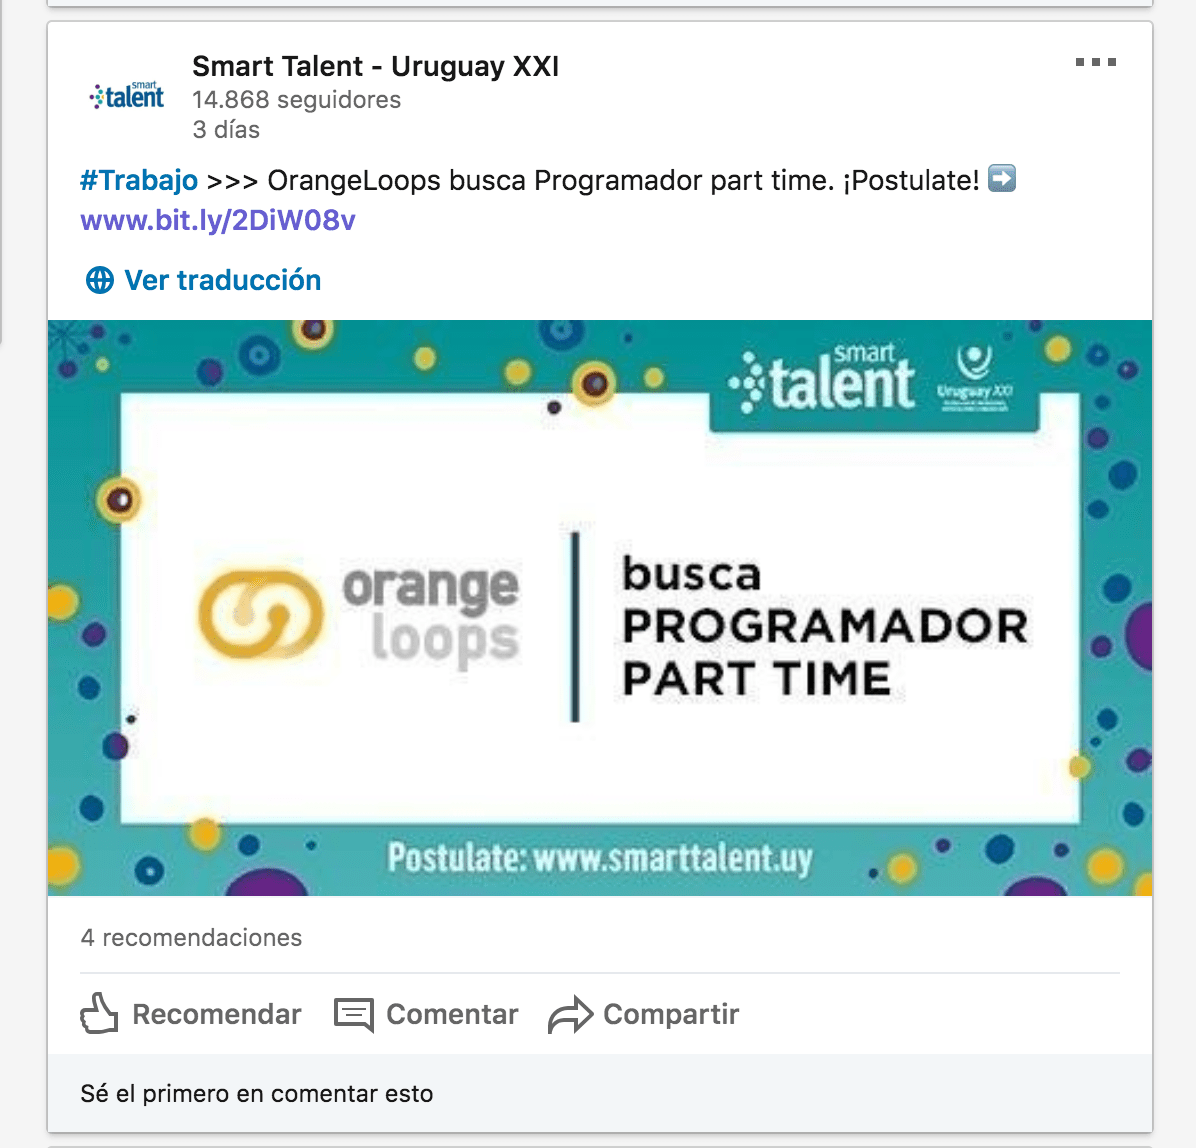 Smart Talent - Uruguay XXI
smart
talent
14.868 seguidores
3 días
#Trabajo >>> OrangeLoops busca Programador part time. ¡Postulate! ➡
www.bit.ly/2DiW08v
Ver traducción
smart
talent
Uruguay XXI
orange
loops
busca
PROGRAMADOR
PART TIME
Postulate: www.smarttalent.uy
4 recomendaciones
Recomendar Comentar Compartir
Sé el primero en comentar esto